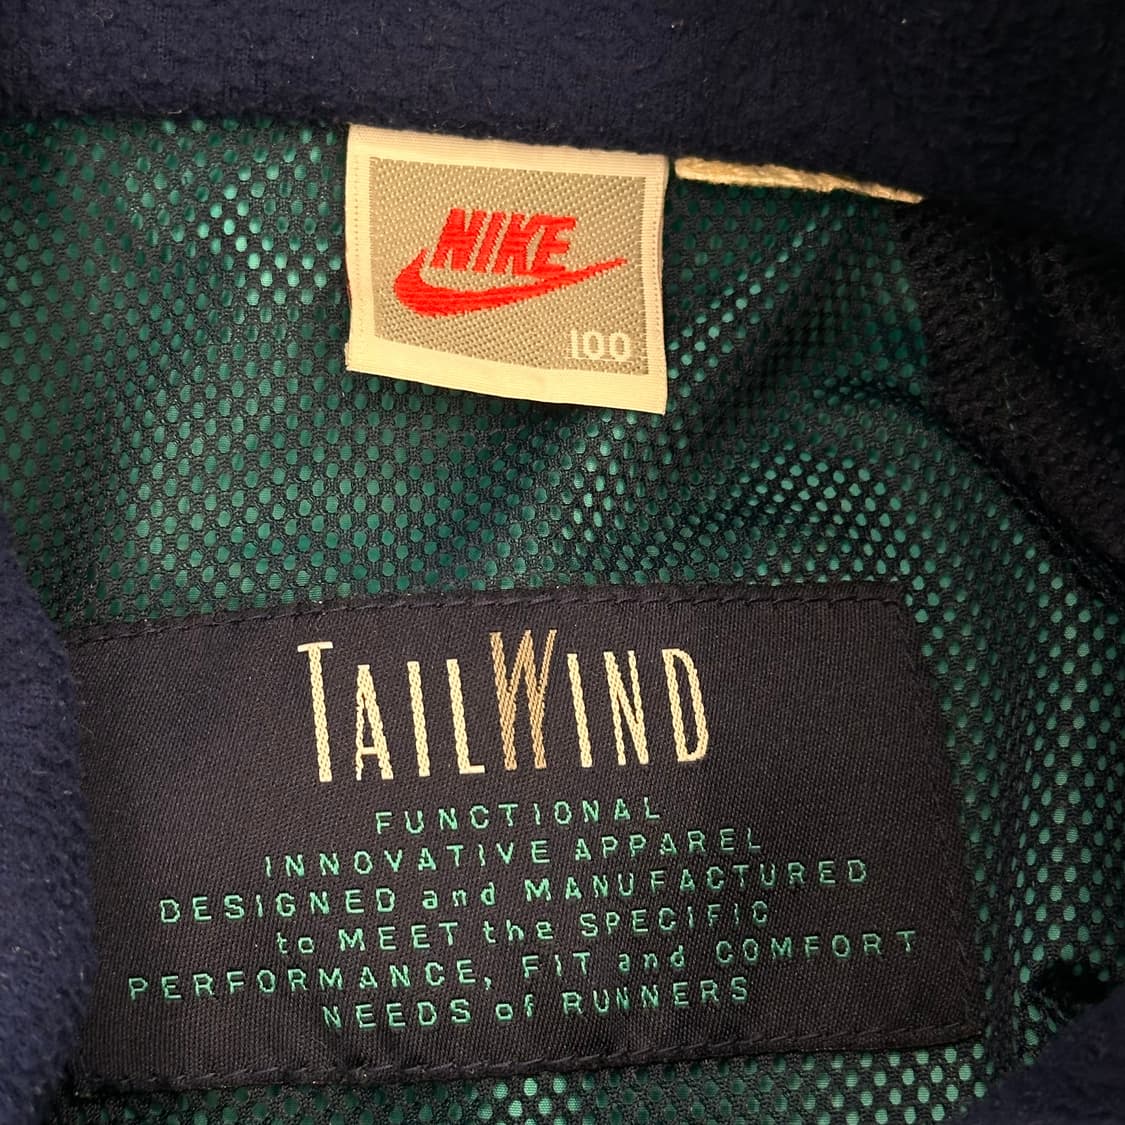 NIKE
100
TAILWIND
FUNCTIONAL
INNOVATIVE APPAREL
DESIGNED and MANUFACTURED
to MEET the SPECIFIC
PERFORMANCE, FIT and COMFORT
NEEDS of RUNNERS